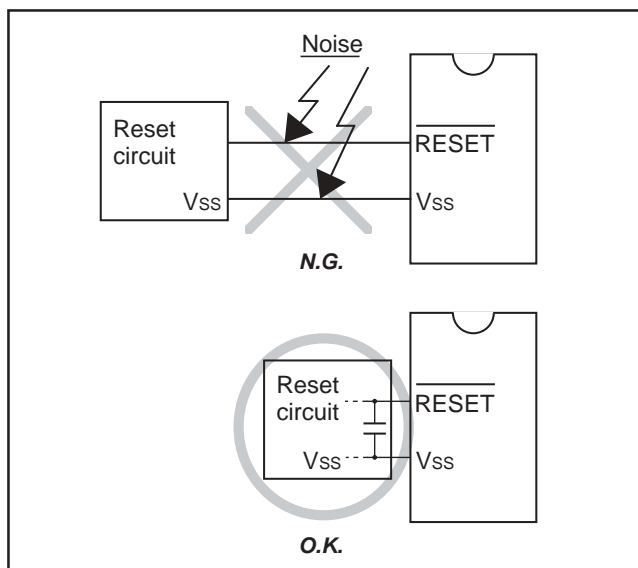 Noise
Reset
circuit
RESET
Vss
Vss
N.G.
Reset
circuit
RESET
Vss
Vss
O.K.